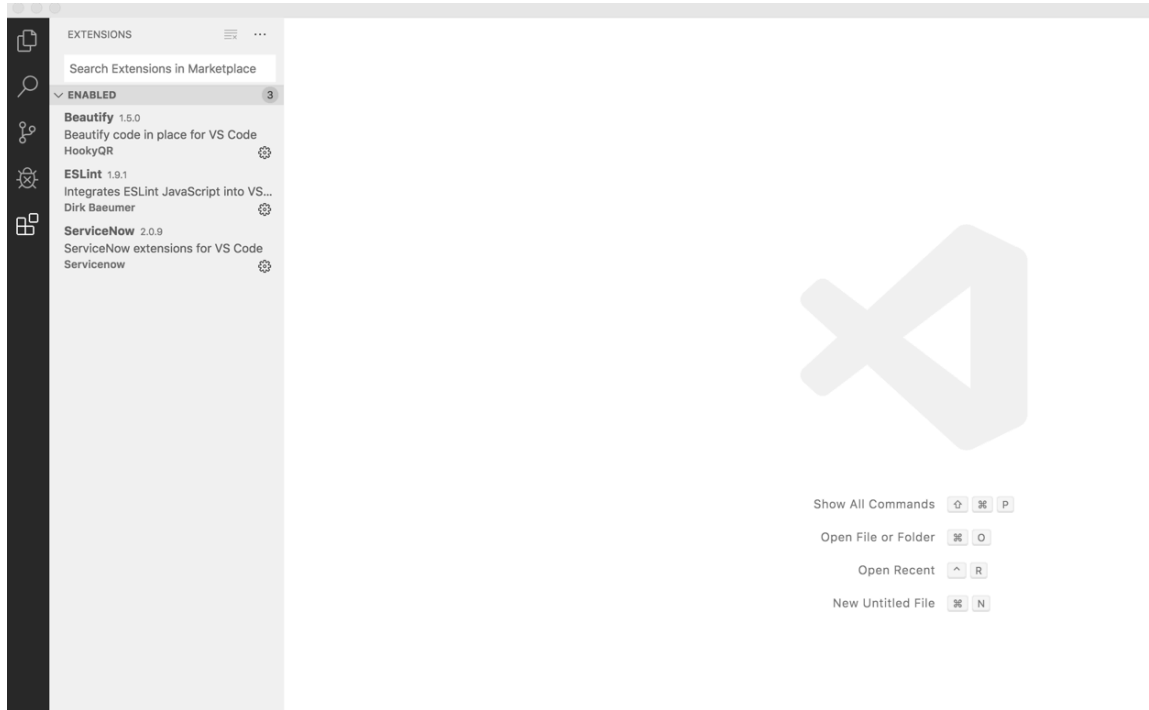 EXTENSIONS
Search Extensions in Marketplace
ENABLED 3
Beautify 1.5.0
Beautify code in place for VS Code
HookyQR
ESLint 1.9.1
Integrates ESLint JavaScript into VS...
Dirk Baeumer
ServiceNow 2.0.9
ServiceNow extensions for VS Code
Servicenow
Show All Commands ⇧ ⌘ P
Open File or Folder ⌘ O
Open Recent ^ R
New Untitled File ⌘ N